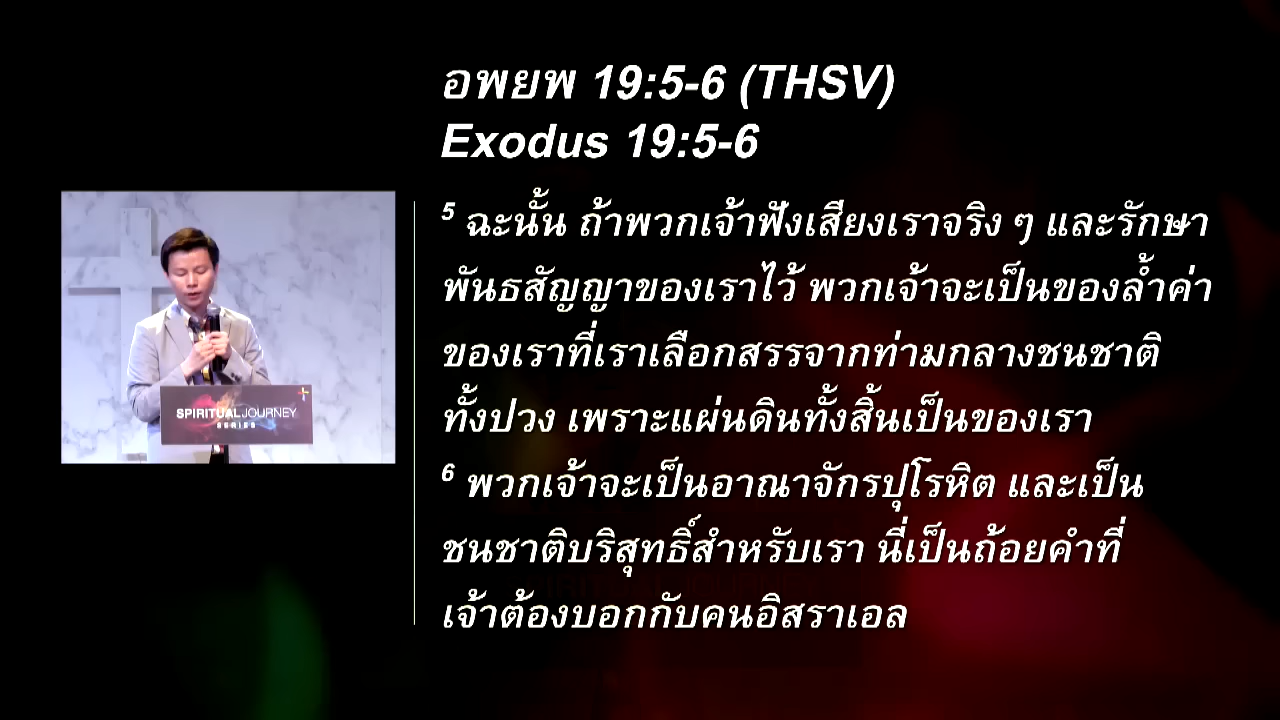 อพยพ 19:5-6 (THSV)
Exodus 19:5-6
5 ฉะนั้น ถ้าพวกเจ้าฟังเสียงเราจริง ๆ และรักษา
พันธสัญญาของเราไว้ พวกเจ้าจะเป็นของล้ำค่า
ของเราที่เราเลือกสรรจากท่ามกลางชนชาติ
ทั้งปวง เพราะแผ่นดินทั้งสิ้นเป็นของเรา
6 พวกเจ้าจะเป็นอาณาจักรปุโรหิต และเป็น
ชนชาติบริสุทธิ์สำหรับเรา นี่เป็นถ้อยคำที่
เจ้าต้องบอกกับคนอิสราเอล
SPIRITUAL JOURNEY
SERIES